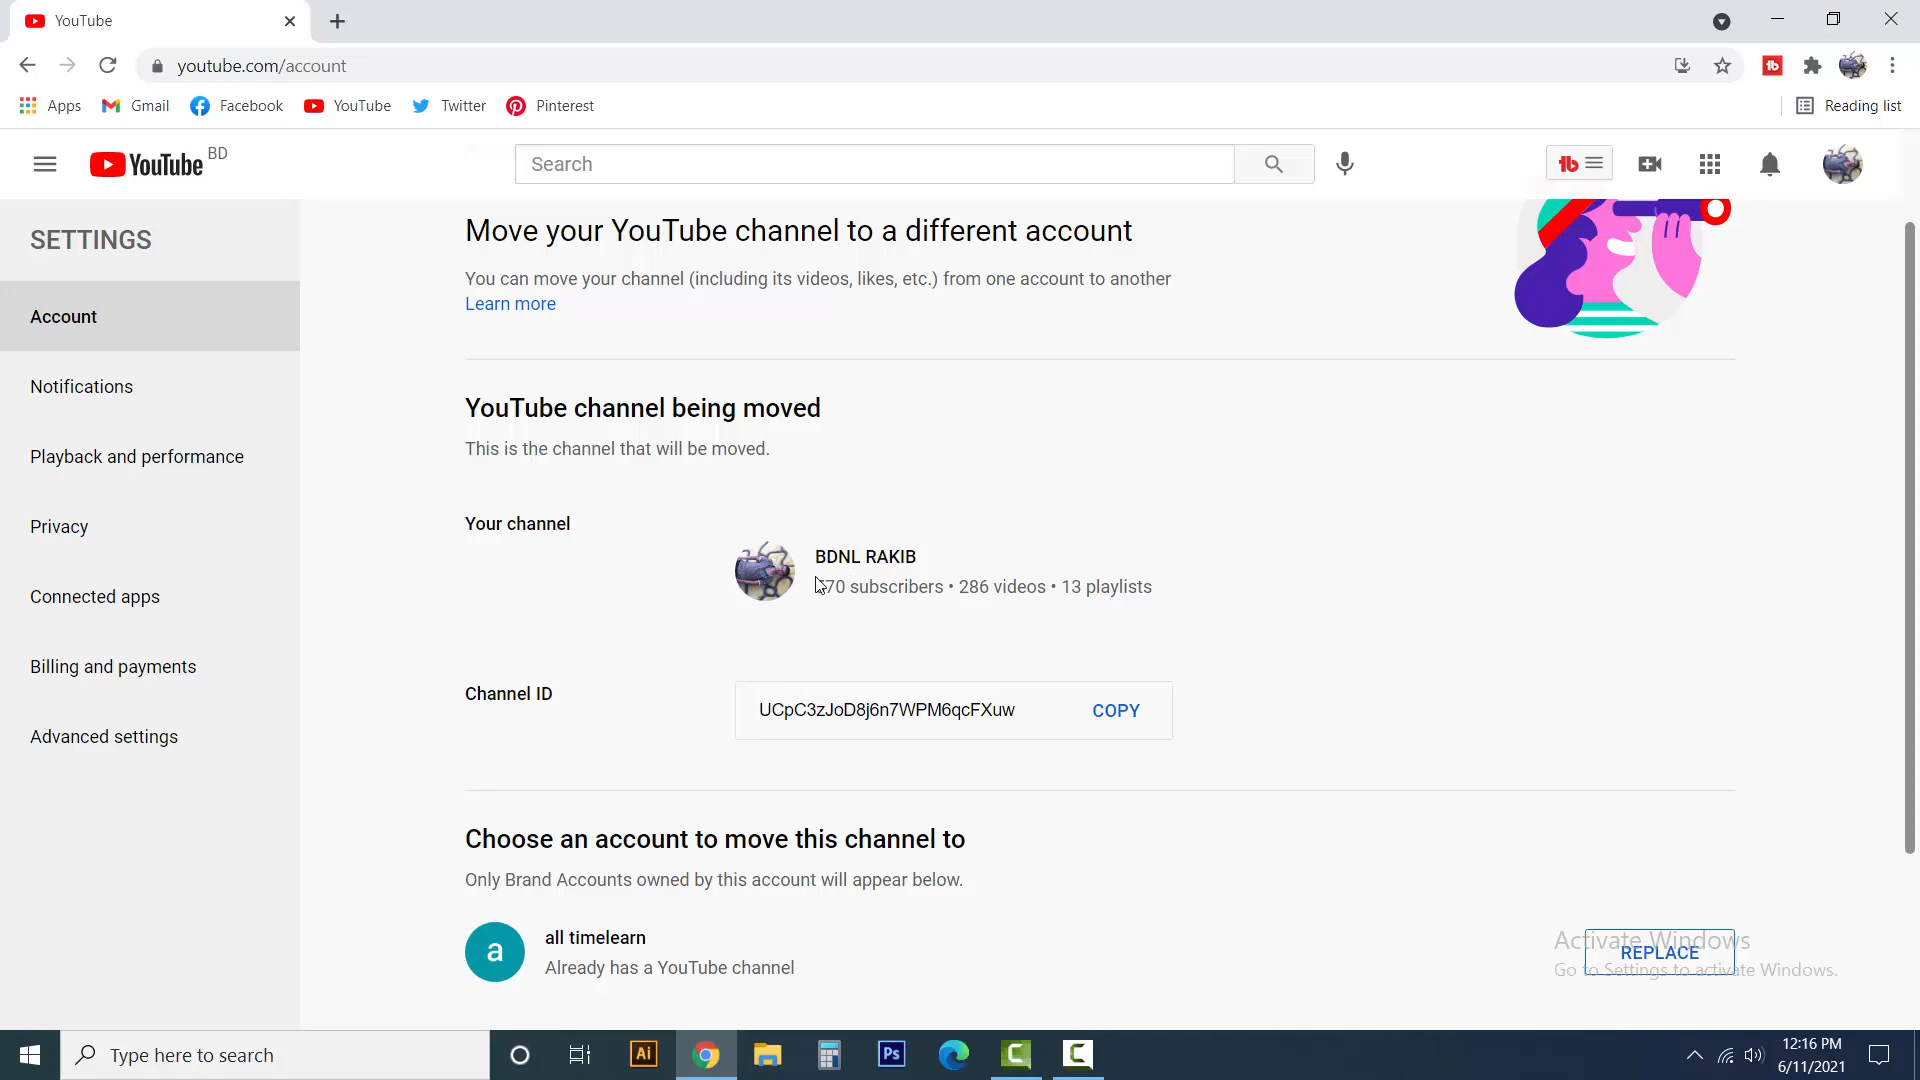 YouTube
youtube.com/account
Apps
Gmail
Facebook
YouTube
Twitter
Pinterest
Reading list
YouTube BD
Search
SETTINGS
Account
Notifications
Playback and performance
Privacy
Connected apps
Billing and payments
Advanced settings
Move your YouTube channel to a different account
You can move your channel (including its videos, likes, etc.) from one account to another
Learn more
YouTube channel being moved
This is the channel that will be moved.
Your channel
BDNL RAKIB
subscribers • 286 videos • 13 playlists
Channel ID
UCpC3zJoD8j6n7WPM6qcFXuw
COPY
Choose an account to move this channel to
Only Brand Accounts owned by this account will appear below.
a
all timelearn
Already has a YouTube channel
REPLACE
Activate Windows
Go to Settings to activate Windows.
Type here to search
Ai
Ps
12:16 PM
6/11/2021